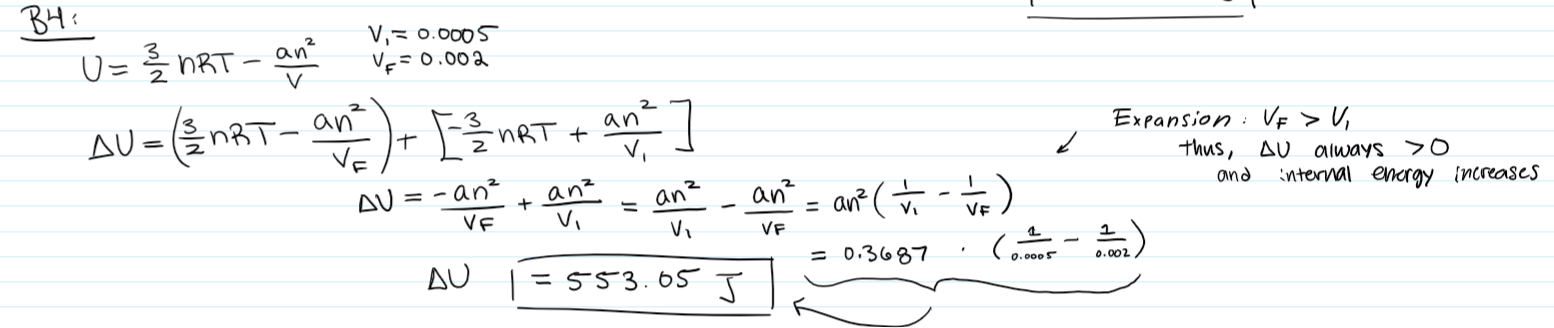 B4:
U = 3/2 nRT - an²/V
V₁ = 0.0005
V_F = 0.002
ΔU = (3/2 nRT - an²/V_F) + [-3/2 nRT + an²/V₁]
Expansion: V_F > V₁
thus, ΔU always >0
and internal energy increases
ΔU = -an²/V_F + an²/V₁ = an²/V₁ - an²/V_F = an²(1/V₁ - 1/V_F)
= 0.3687 · (1/0.0005 - 1/0.002)
ΔU = 553.05 J